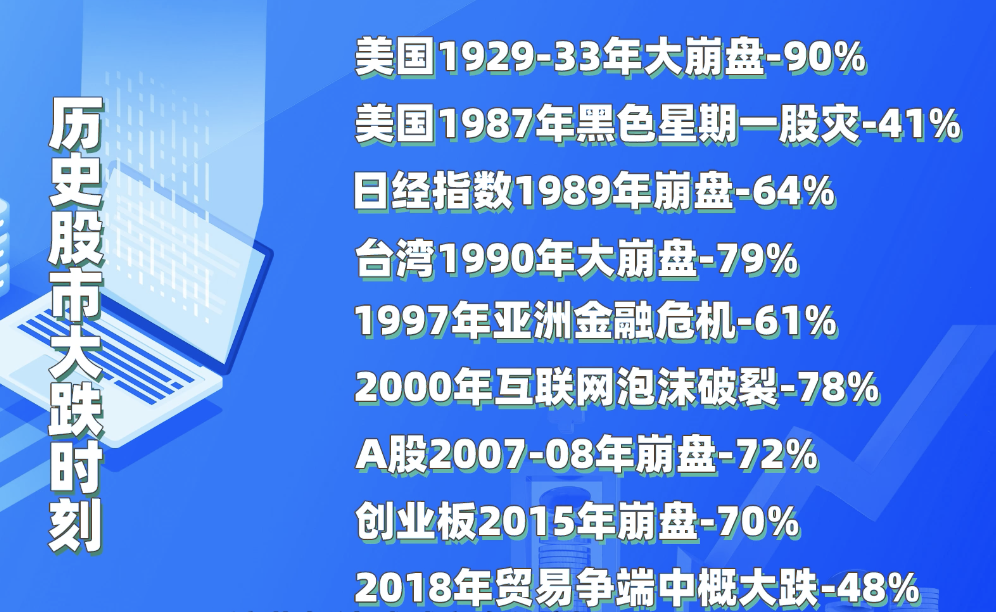 历史股市大跌时刻
美国1929-33年大崩盘-90%
美国1987年黑色星期一股灾-41%
日经指数1989年崩盘-64%
台湾1990年大崩盘-79%
1997年亚洲金融危机-61%
2000年互联网泡沫破裂-78%
A股2007-08年崩盘-72%
创业板2015年崩盘-70%
2018年贸易争端中概大跌-48%